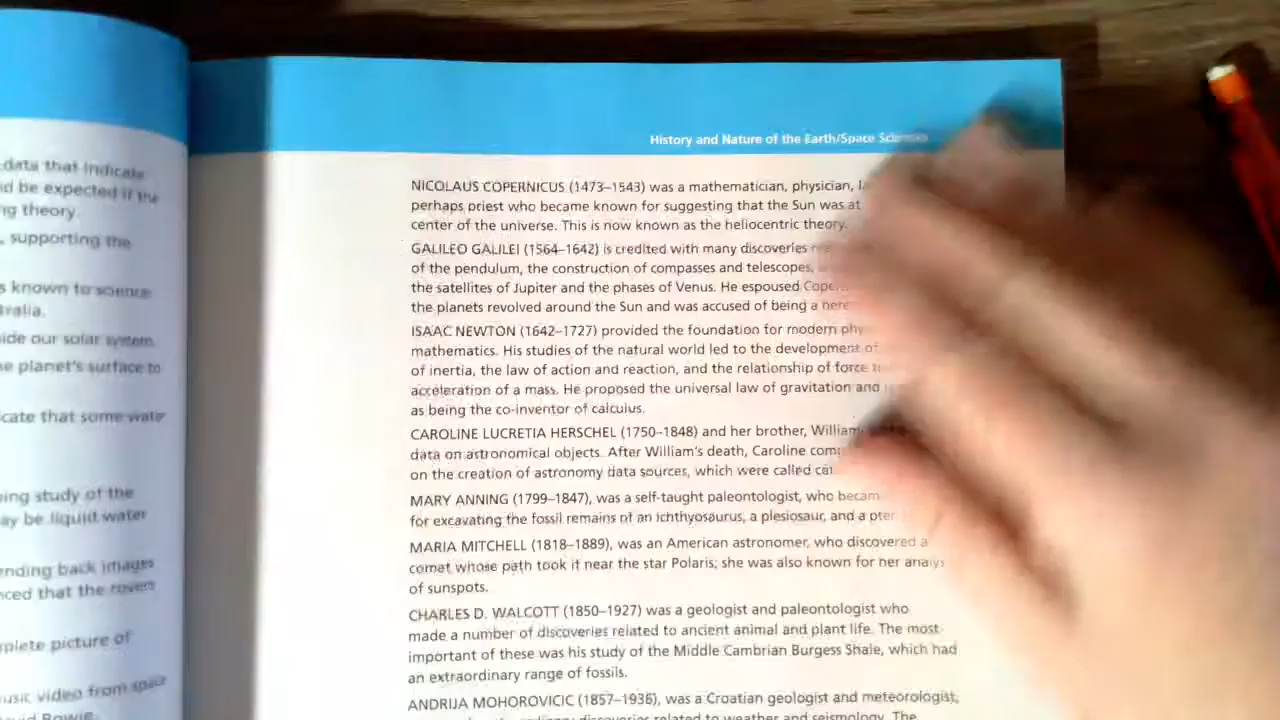 data that indicate
ld be expected if the
ng theory.
, supporting the
s known to science
tralia.
ide our solar system.
e planet's surface to
cate that some water
ing study of the
ay be liquid water
ending back images
nced that the rovers
plete picture of
usic video from space
Bowie.
History and Nature of the Earth/Space Sciences
NICOLAUS COPERNICUS (1473–1543) was a mathematician, physician,
perhaps priest who became known for suggesting that the Sun was at
center of the universe. This is now known as the heliocentric theory.
GALILEO GALILEI (1564–1642) is credited with many discoveries
of the pendulum, the construction of compasses and telescopes,
the satellites of Jupiter and the phases of Venus. He espoused
the planets revolved around the Sun and was accused of being a
ISAAC NEWTON (1642–1727) provided the foundation for modern
mathematics. His studies of the natural world led to the development of
of inertia, the law of action and reaction, and the relationship of force
acceleration of a mass. He proposed the universal law of gravitation and
as being the co-inventor of calculus.
CAROLINE LUCRETIA HERSCHEL (1750–1848) and her brother, William
data on astronomical objects. After William's death, Caroline
on the creation of astronomy data sources, which were called
MARY ANNING (1799–1847), was a self-taught paleontologist, who becam
for excavating the fossil remains of an ichthyosaurus, a plesiosaur, and a
MARIA MITCHELL (1818–1889), was an American astronomer, who discovered a
comet whose path took it near the star Polaris; she was also known for her analys
of sunspots.
CHARLES D. WALCOTT (1850–1927) was a geologist and paleontologist who
made a number of discoveries related to ancient animal and plant life. The most
important of these was his study of the Middle Cambrian Burgess Shale, which had
an extraordinary range of fossils.
ANDRIJA MOHOROVICIC (1857–1936), was a Croatian geologist and meteorologist,
discoveries related to weather and seismology. The